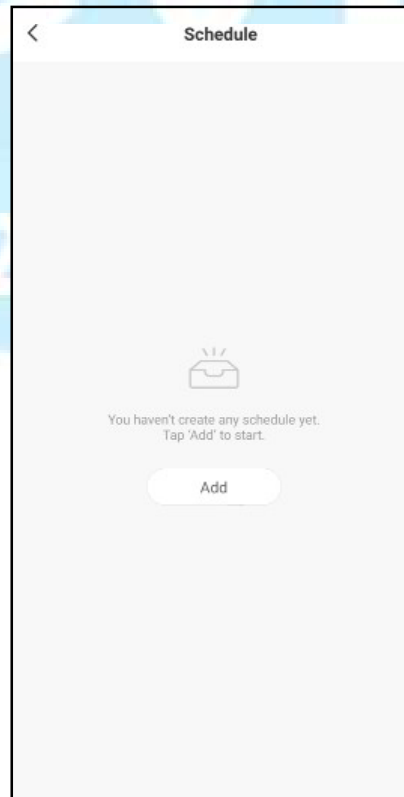 Schedule
You haven't create any schedule yet.
Tap 'Add' to start.
Add